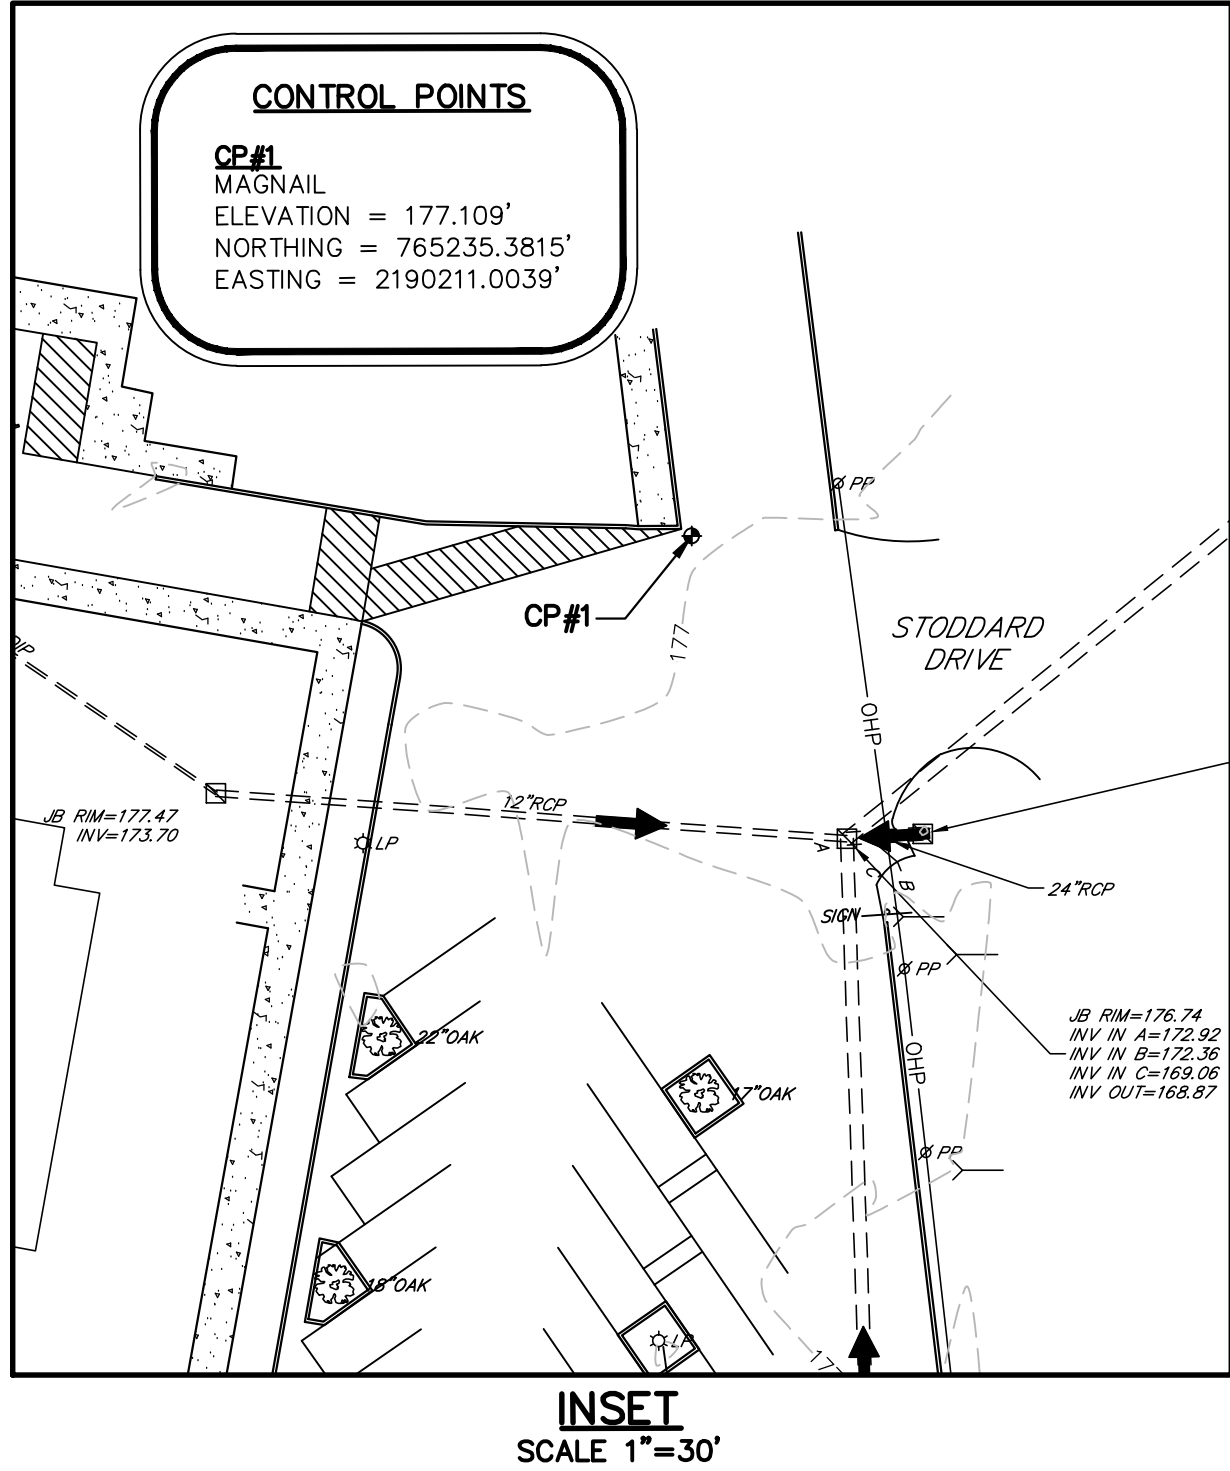 CONTROL POINTS
CP#1
MAGNAIL
ELEVATION = 177.109'
NORTHING = 765235.3815'
EASTING = 2190211.0039'
PP
CP#1
STODDARD
DRIVE
177
DIP
OHP
JB RIM=177.47
INV=173.70
12"RCP
LP
A
C
B
24"RCP
SIGN
PP
JB RIM=176.74
INV IN A=172.92
INV IN B=172.36
INV IN C=169.06
INV OUT=168.87
22"OAK
OHP
17"OAK
PP
18"OAK
LP
17
INSET
SCALE 1"=30'